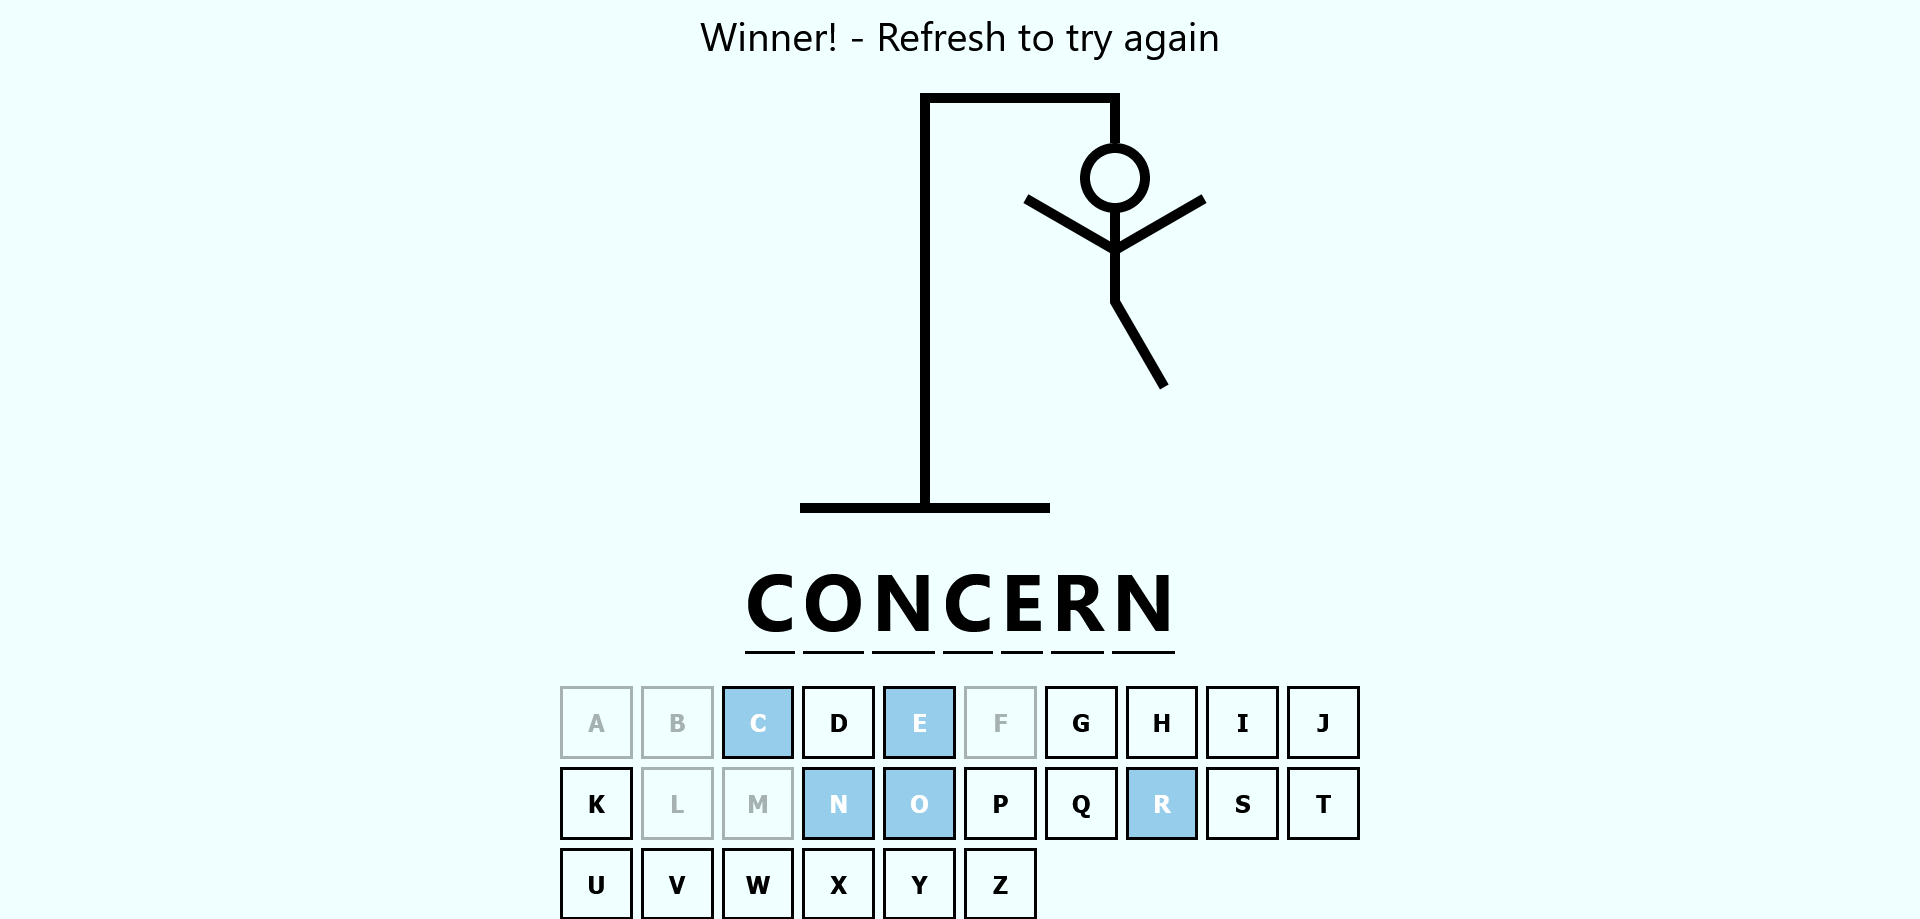 Winner! - Refresh to try again
CONCERN
A B C D E F G H I J
K L M N O P Q R S T
U V W X Y Z